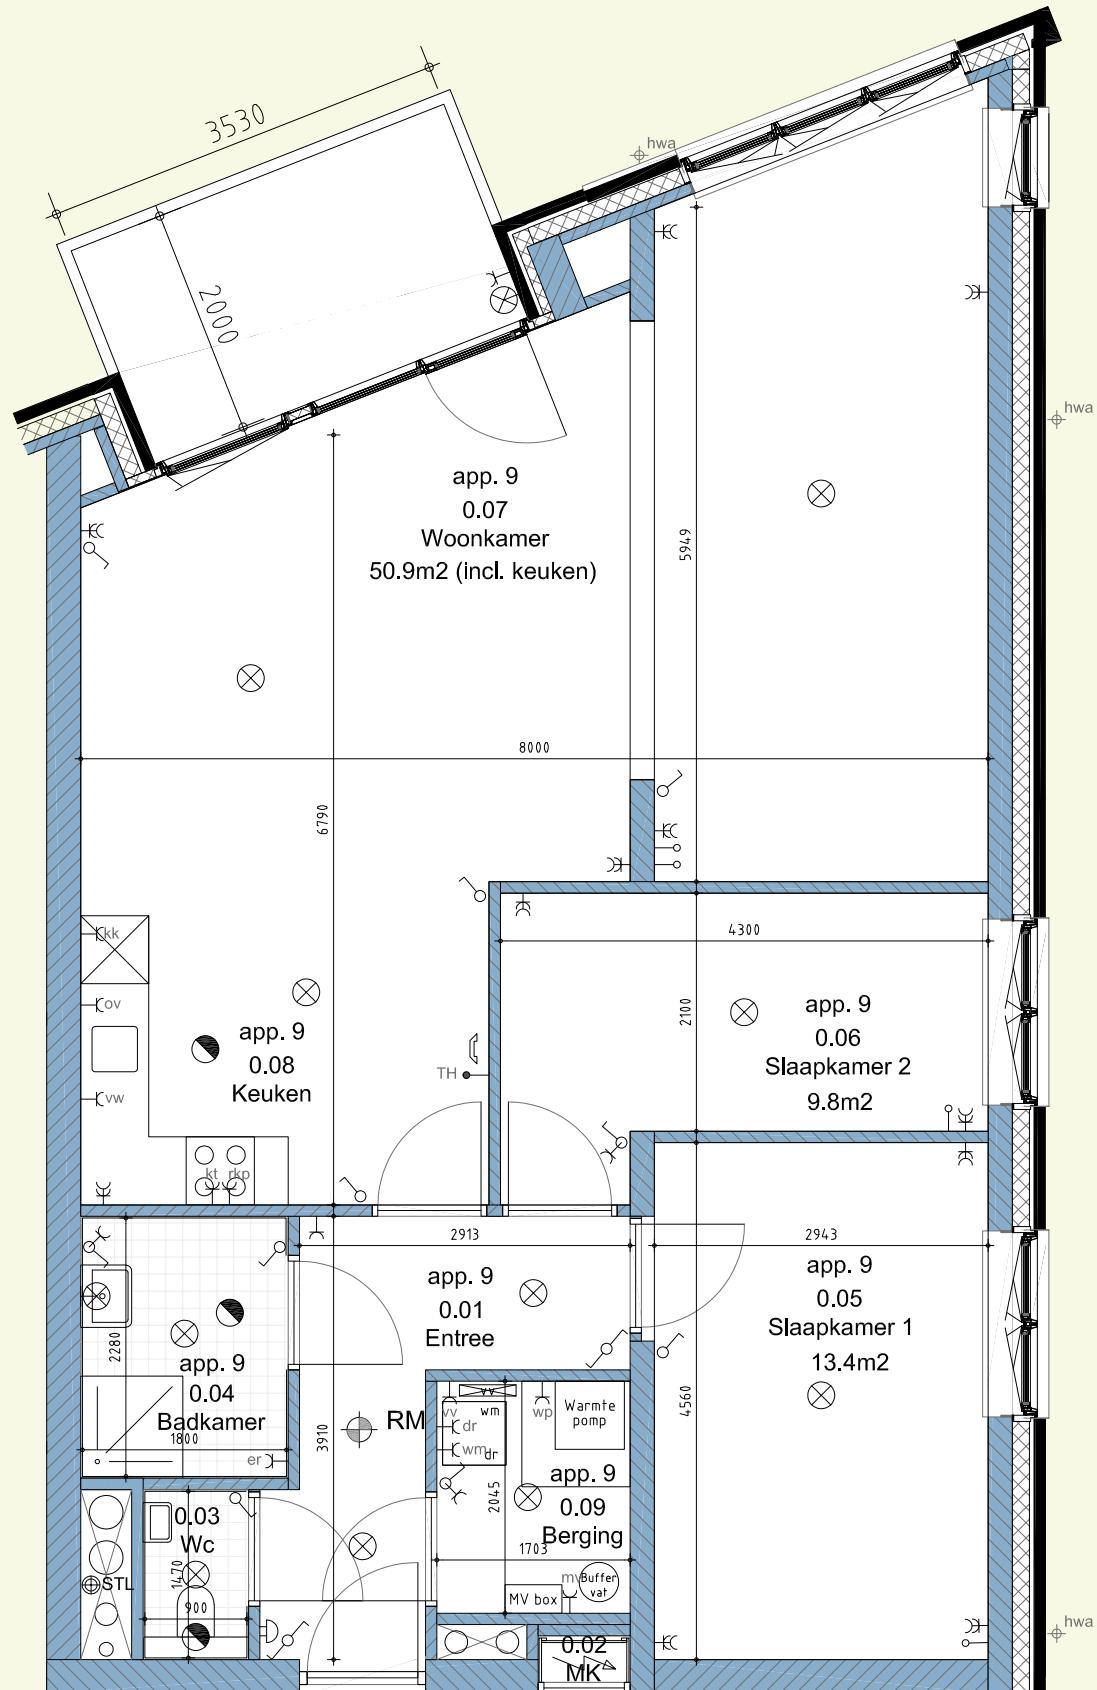 3530
hwa
2000
hwa
app. 9
0.07
Woonkamer
50.9m2 (incl. keuken)
5949
8000
6790
kk
ov
vw
app. 9
0.08
Keuken
kt
rkp
TH
4300
2100
app. 9
0.06
Slaapkamer 2
9.8m2
2913
2943
app. 9
0.01
Entree
app. 9
0.05
Slaapkamer 1
13.4m2
2280
app. 9
0.04
Badkamer
1800
er
3910
RM
4560
vv
wm
vv
dr
wm
dr
wp
Warmte
pomp
2045
app. 9
0.09
Berging
1703
mv
Buffer
vat
MV box
0.03
Wc
1470
900
STL
0.02
MK
hwa